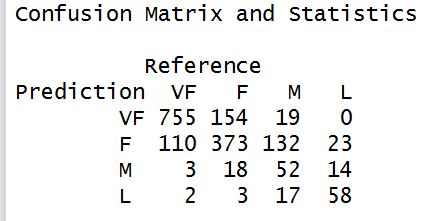 Confusion Matrix and Statistics
Reference
Prediction VF F M L
VF 755 154 19 0
F 110 373 132 23
M 3 18 52 14
L 2 3 17 58